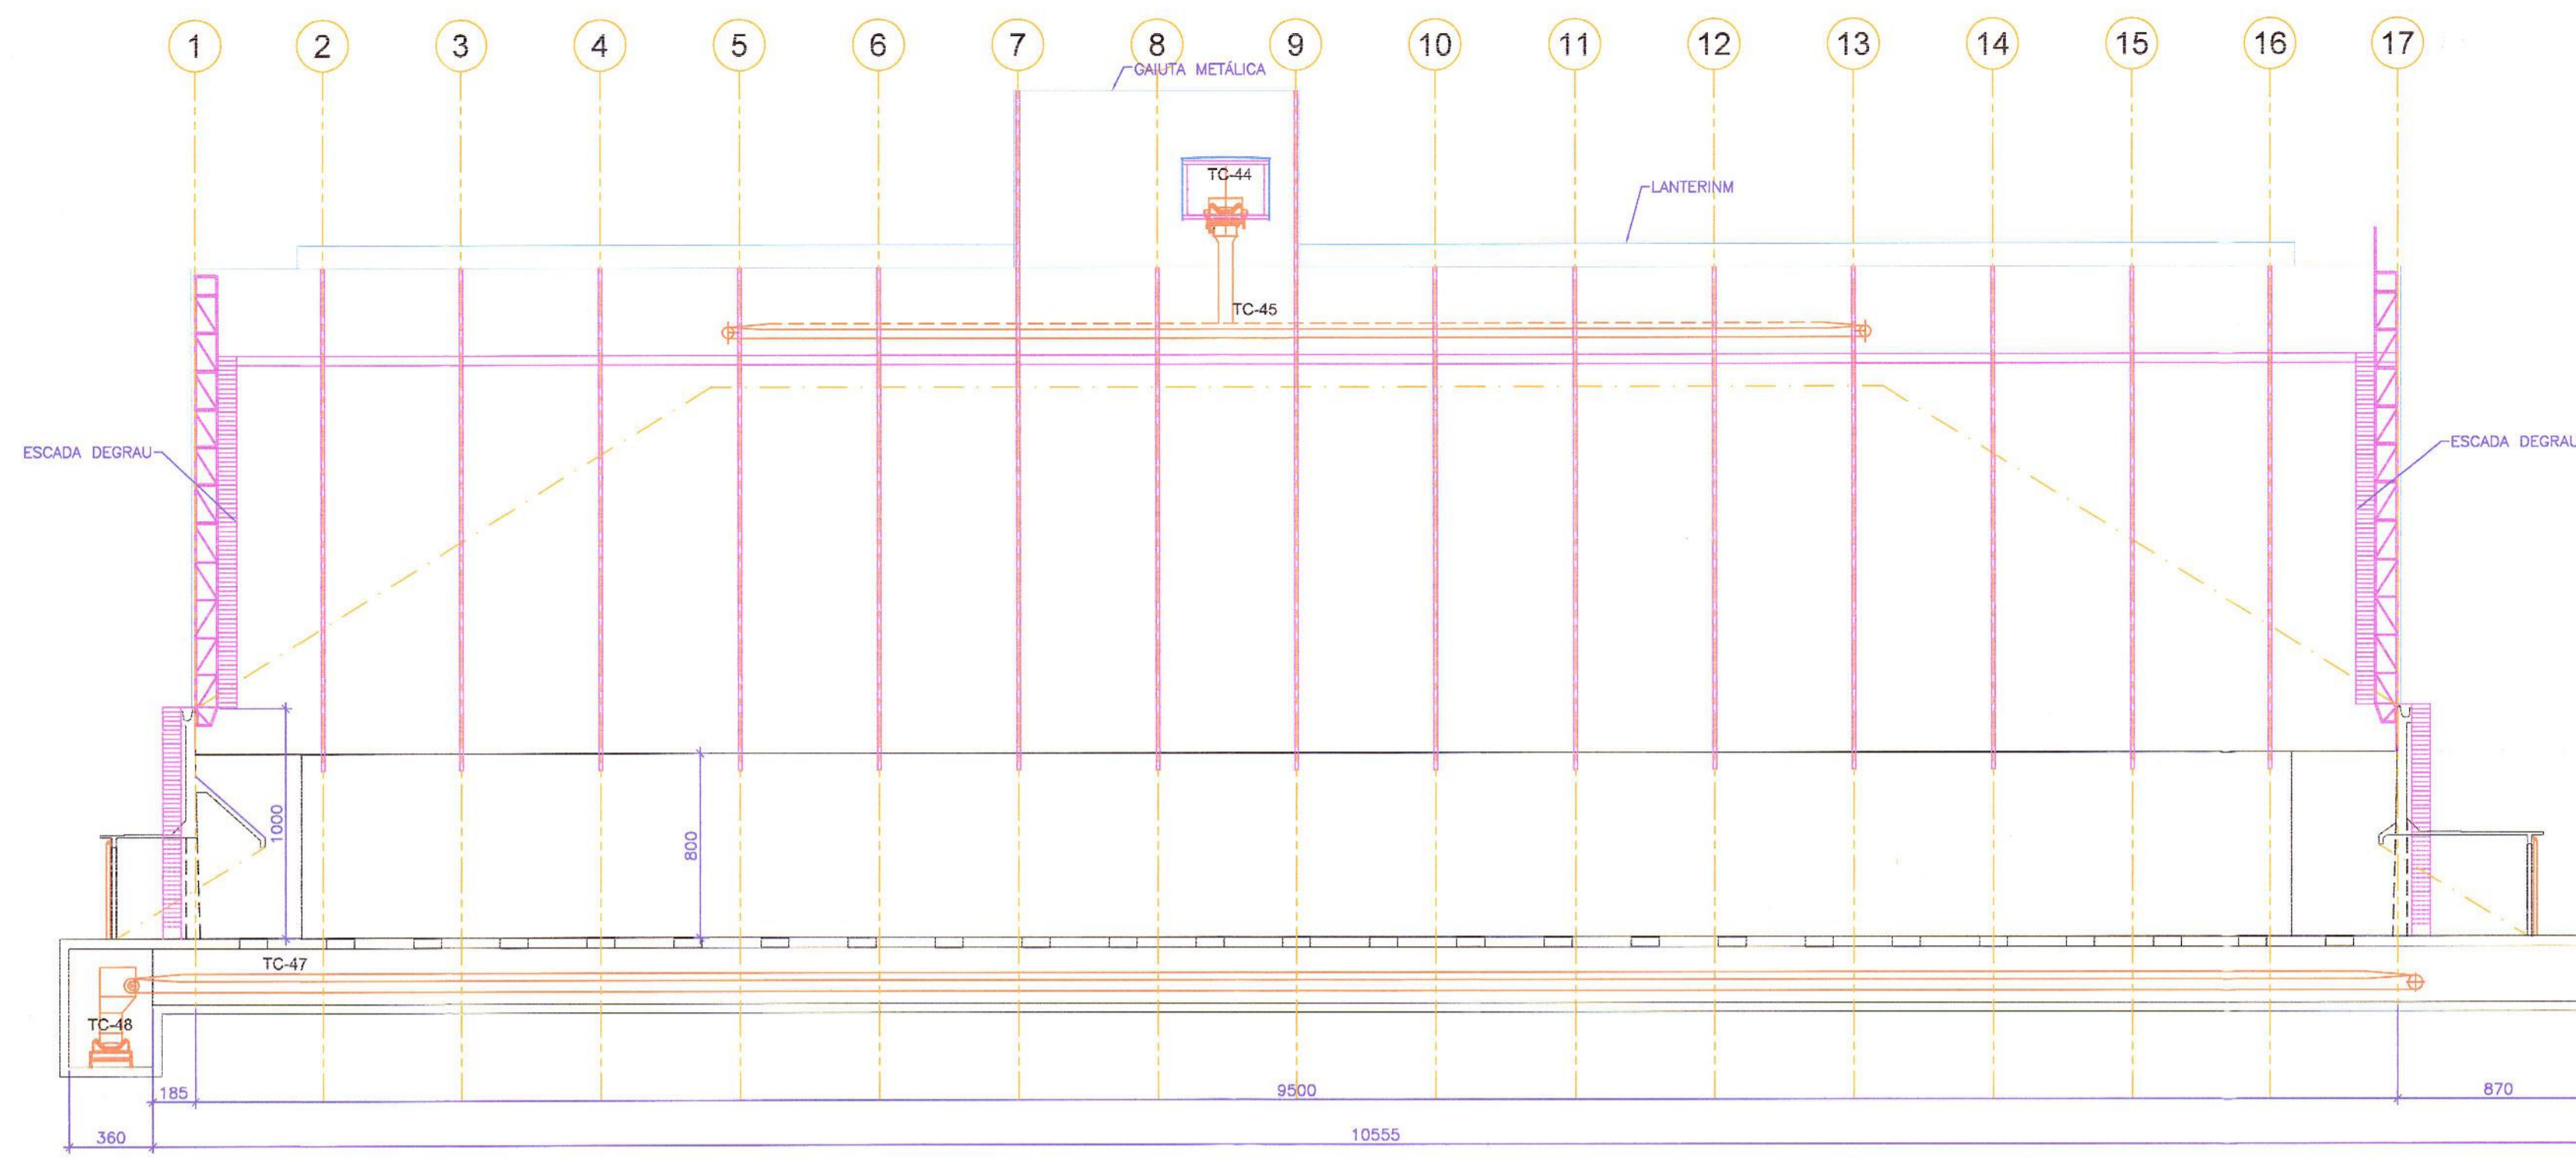 1 2 3 4 5 6 7 8 9 10 11 12 13 14 15 16 17
GAIUTA METÁLICA
TC-44
LANTERINM
TC-45
ESCADA DEGRAU
ESCADA DEGRAU
1000
800
TC-47
TC-48
185
9500
870
360
10555